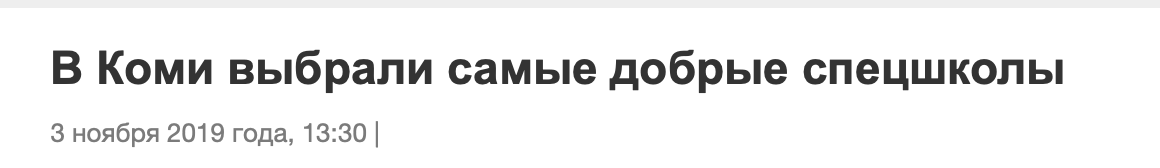 В Коми выбрали самые добрые спецшколы
3 ноября 2019 года, 13:30 |